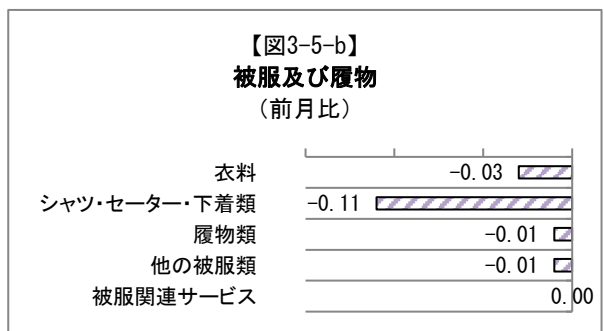 【図3-5-b】
被服及び履物
(前月比)
衣料 -0.03
シャツ・セーター・下着類 -0.11
履物類 -0.01
他の被服類 -0.01
被服関連サービス 0.00